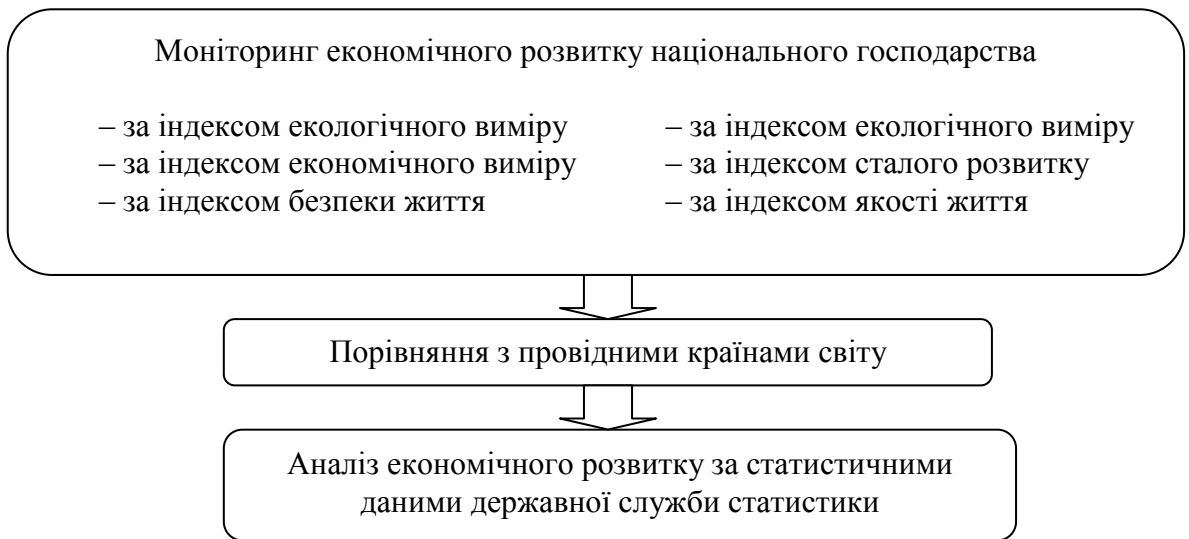 Моніторинг економічного розвитку національного господарства
– за індексом екологічного виміру
– за індексом економічного виміру
– за індексом безпеки життя
– за індексом екологічного виміру
– за індексом сталого розвитку
– за індексом якості життя
Порівняння з провідними країнами світу
Аналіз економічного розвитку за статистичними
даними державної служби статистики